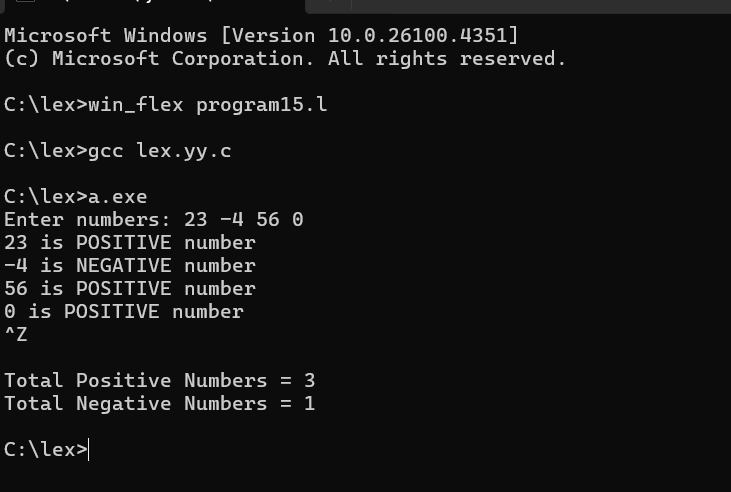 Microsoft Windows [Version 10.0.26100.4351]
(c) Microsoft Corporation. All rights reserved.
C:\lex>win_flex program15.l
C:\lex>gcc lex.yy.c
C:\lex>a.exe
Enter numbers: 23 -4 56 0
23 is POSITIVE number
-4 is NEGATIVE number
56 is POSITIVE number
0 is POSITIVE number
^Z
Total Positive Numbers = 3
Total Negative Numbers = 1
C:\lex>